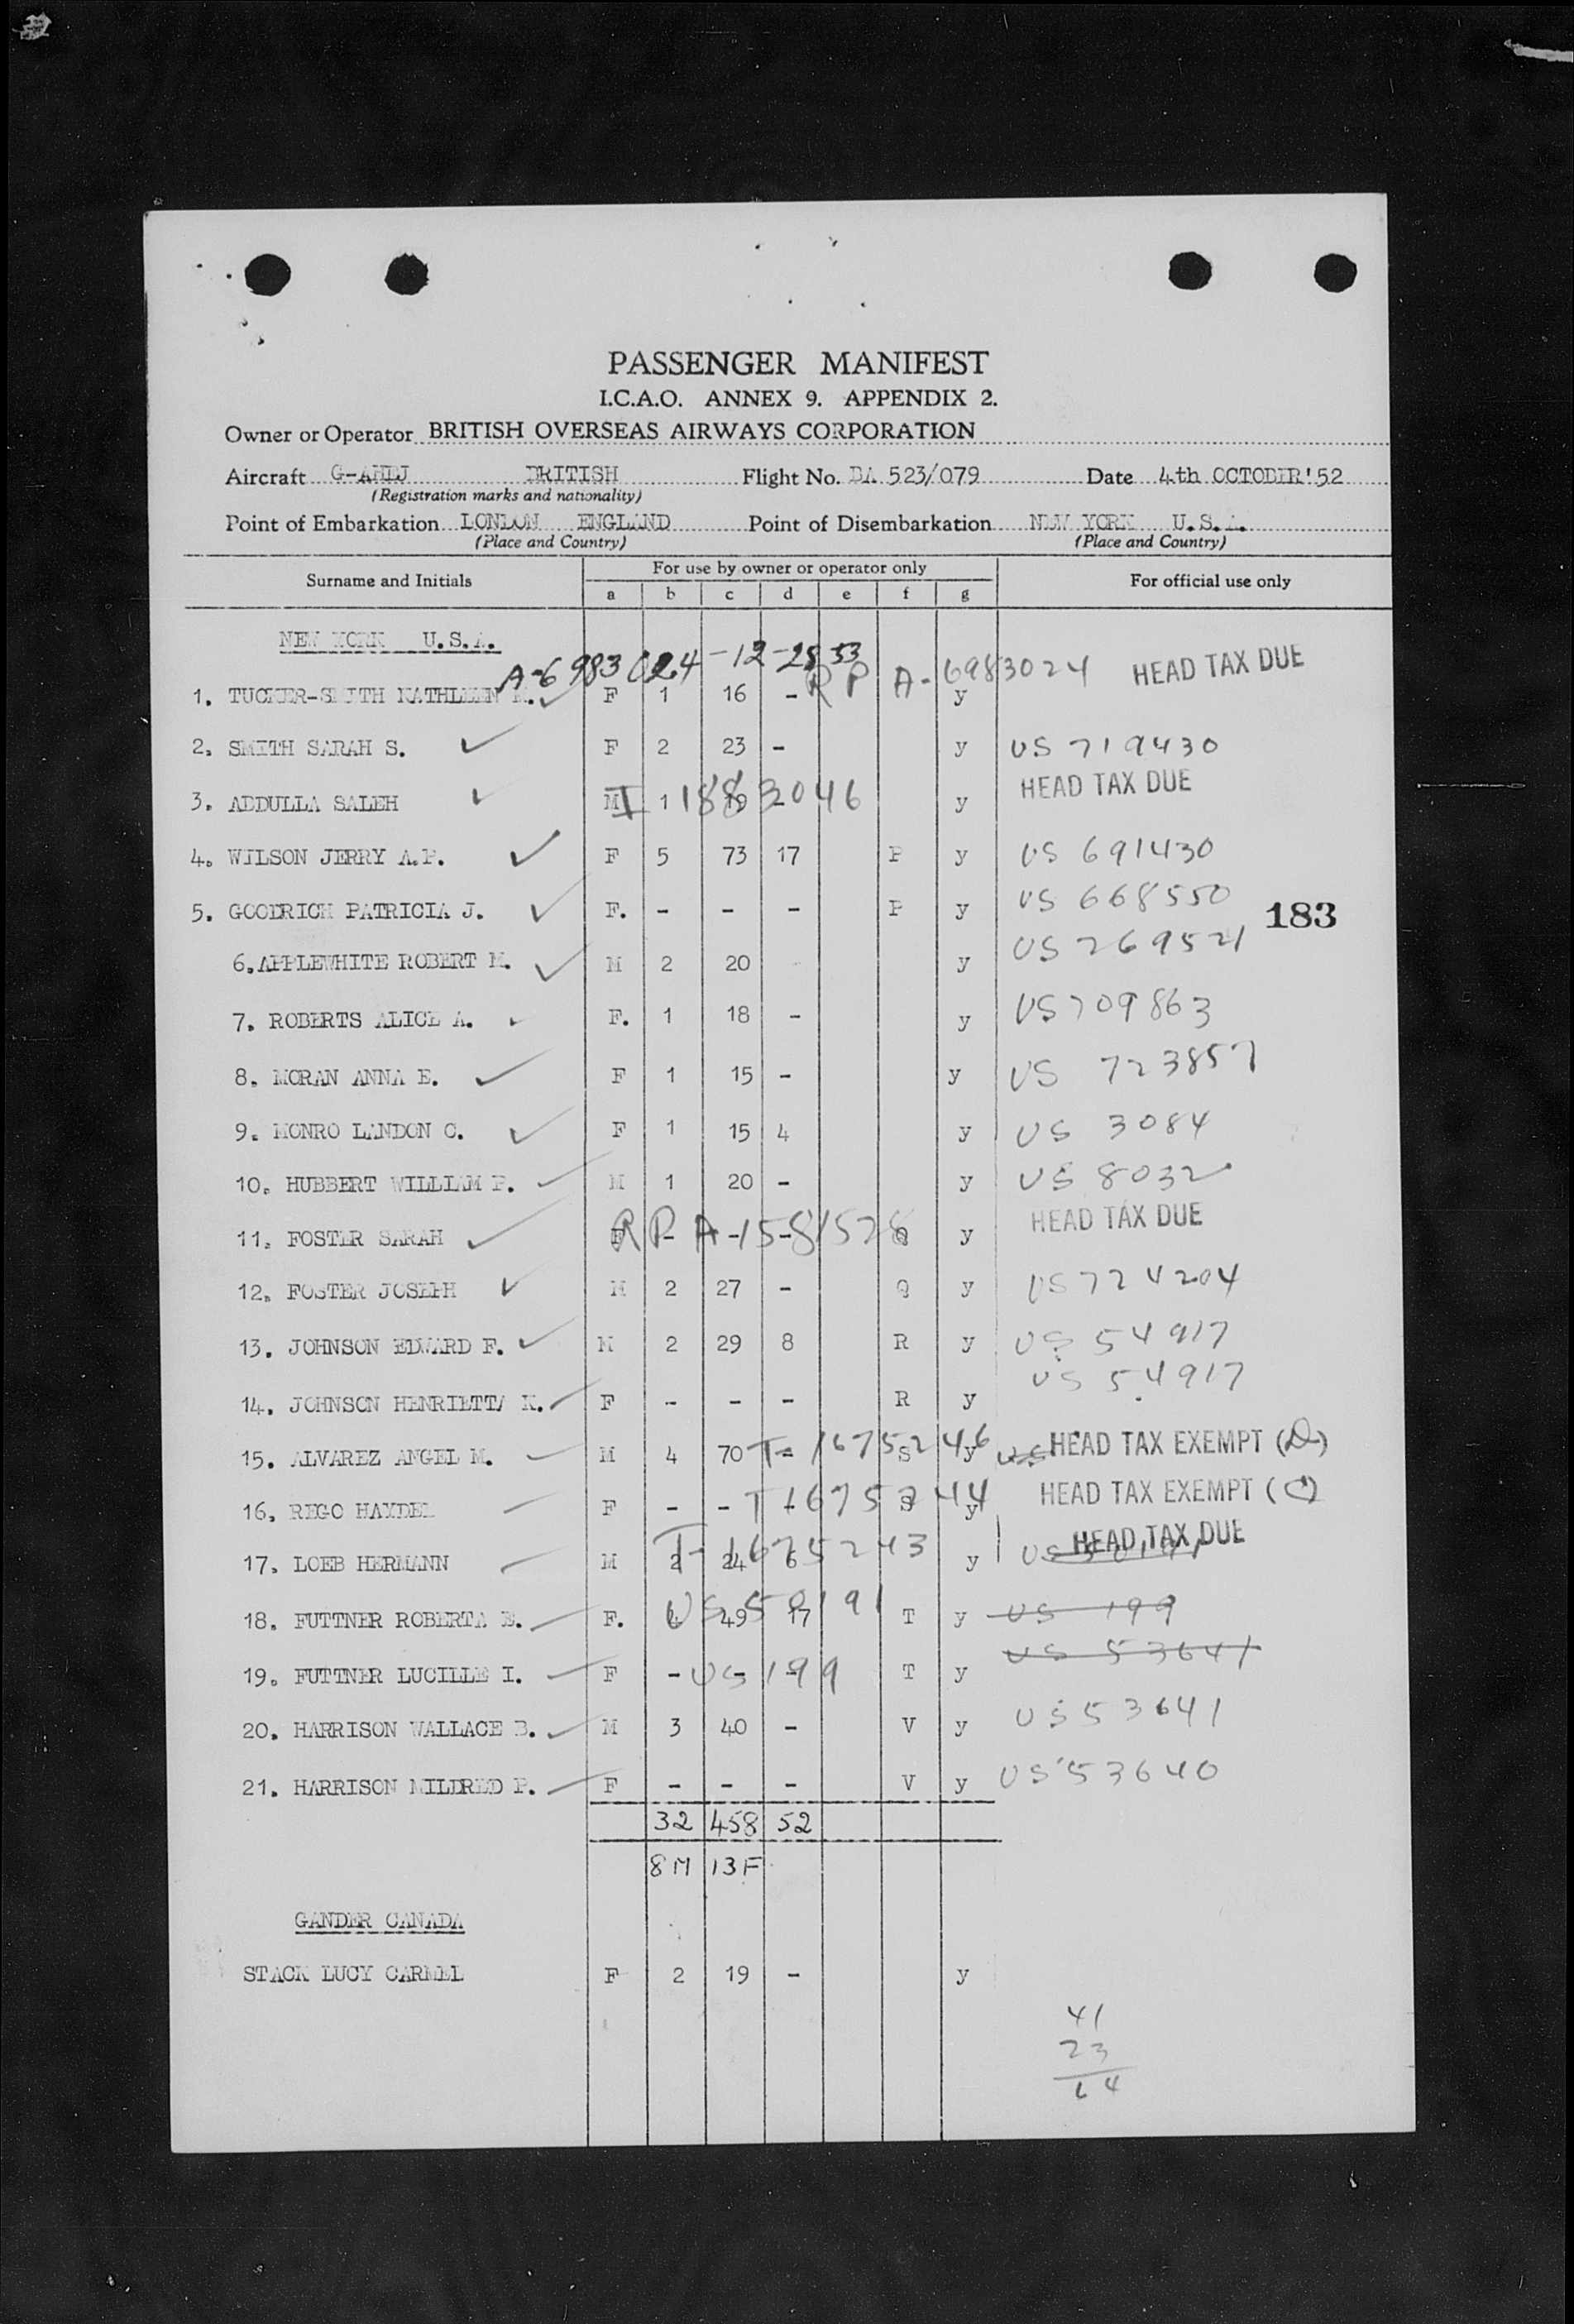 PASSENGER MANIFEST
I.C.A.O. ANNEX 9. APPENDIX 2.
Owner or Operator BRITISH OVERSEAS AIRWAYS CORPORATION
Aircraft BRITISH Flight No. BA 523/079 Date 4th OCTOBER '52
(Registration marks and nationality)
Point of Embarkation LONDON ENGLAND Point of Disembarkation NEW YORK U.S.A.
(Place and Country) (Place and Country)
Surname and Initials For use by owner or operator only For official use only
a b c d e f g
NEW YORK U.S.A.
A-6983024 -12-28-53 RP A-6983024 HEAD TAX DUE
1. TUCKER-SMITH KATHLEEN F 1 16 - y
2. SMITH SARAH S. F 2 23 - y US 719430
HEAD TAX DUE
3. ABDULLA SALEH M 1 19 - I 1883046 y
4. WILSON JERRY A.P. F 5 73 17 P y US 691430
5. GOODRICH PATRICIA J. F. - - - P y US 668550
183
6. APPLEWHITE ROBERT M. M 2 20 y US 269521
7. ROBERTS ALICE A. F. 1 18 - y US 709863
8. MORAN ANNA E. F 1 15 - y US 723857
9. MONRO LANDON C. F 1 15 4 y US 3084
10. HUBBERT WILLIAM F. M 1 20 - y US 8032
11. FOSTER SARAH F - - - Q y RP A-1581528 HEAD TAX DUE
12. FOSTER JOSEPH M 2 27 - Q y US 724204
13. JOHNSON EDWARD F. M 2 29 8 R y US 54917
14. JOHNSON HENRIETTA K. F - - - R y US 54917
15. ALVAREZ ANGEL M. M 4 70 - S y T-1675246 US HEAD TAX EXEMPT (D)
16. REGO HAYDEE F - - - S y T-1675244 HEAD TAX EXEMPT (C)
17. LOEB HERMANN M 2 24 6 y T-1675243 HEAD TAX DUE
18. FUTTNER ROBERTA E. F. 4 49 17 T y US 50191 US 199
19. FUTTNER LUCILLE I. F - - - T y US 199 US 53641
20. HARRISON WALLACE B. M 3 40 - V y US 53641
21. HARRISON MILDRED P. F - - - V y US 53640
32 458 52
8M 13F
GANDER CANADA
STACK LUCY CARMEL F 2 19 - y
41
23
64